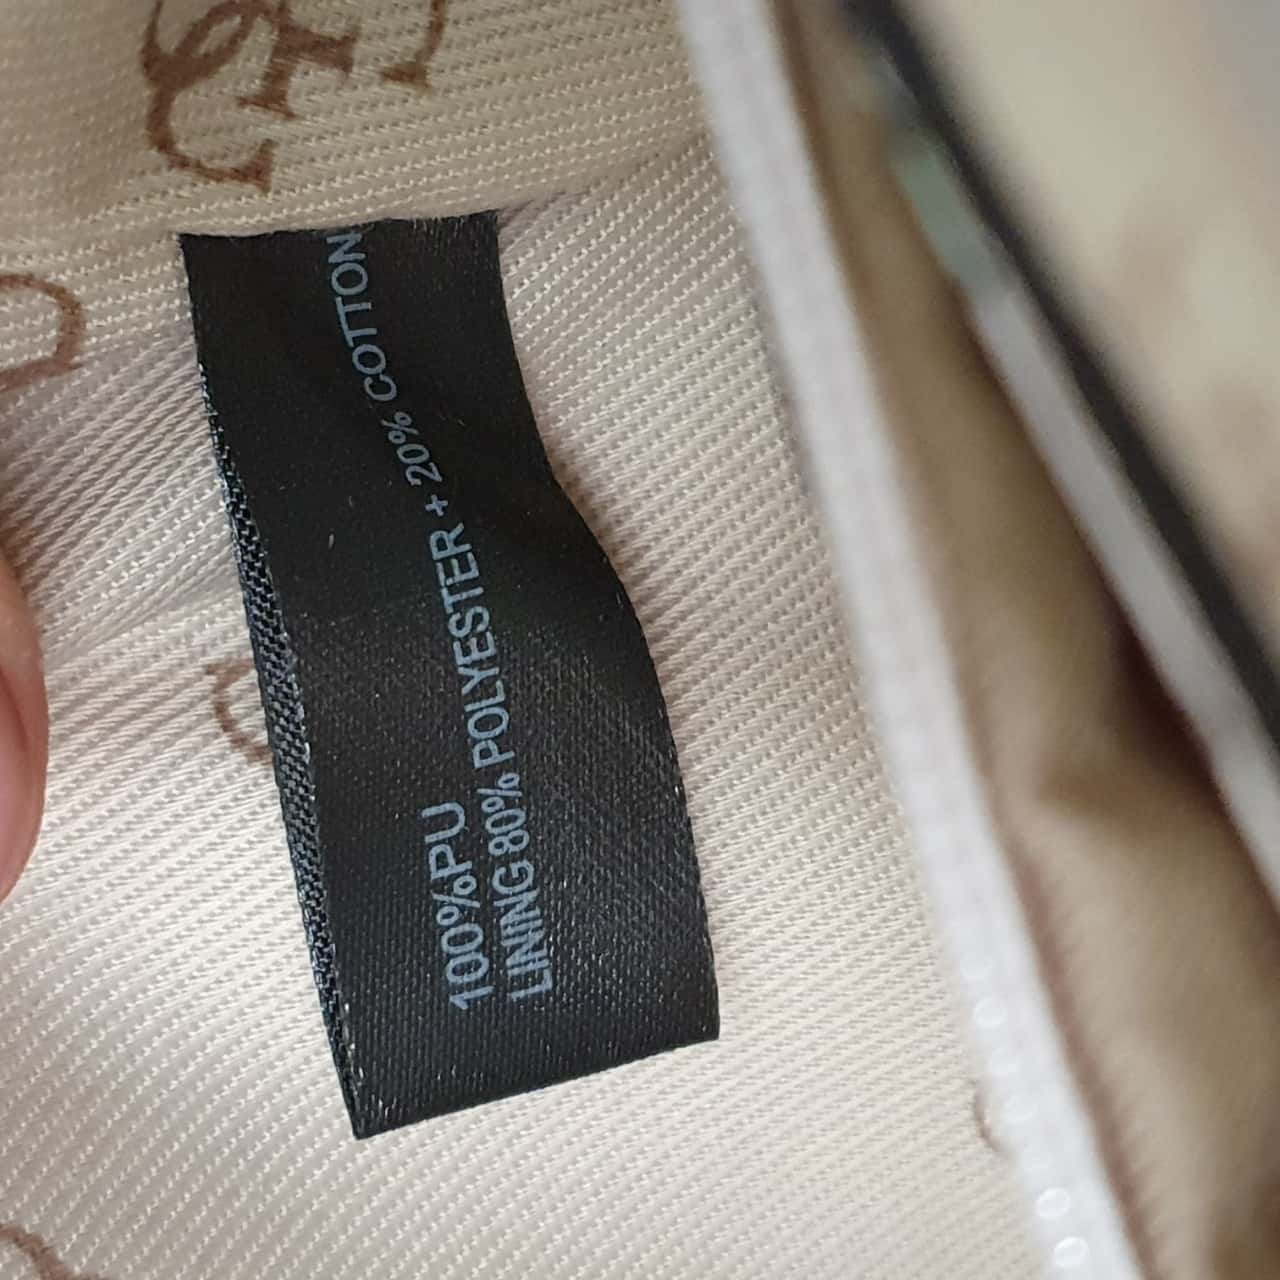 100%PU
LINING 80% POLYESTER + 20% COTTON